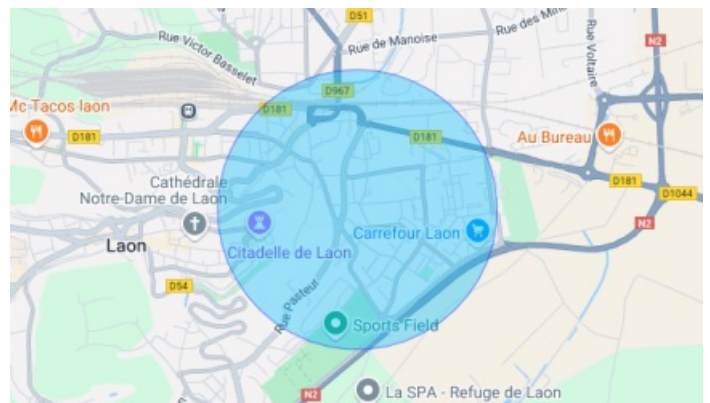 D51
Rue des Min
Rue Victor Basselet
Rue de Manoise
Rue Voltaire
N2
D967
Mc Tacos laon
D181
D181
D181
Au Bureau
D181
D1044
Cathédrale
Notre-Dame de Laon
Laon
Citadelle de Laon
Carrefour Laon
N2
D54
Rue Pasteur
Sports Field
N2
La SPA - Refuge de Laon